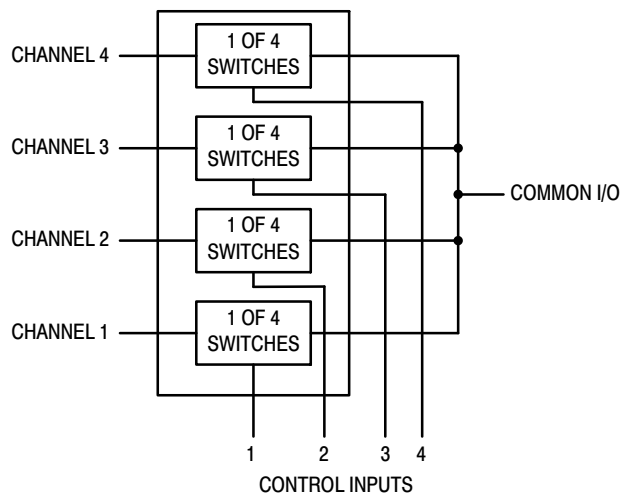 CHANNEL 4
1 OF 4
SWITCHES
CHANNEL 3
1 OF 4
SWITCHES
COMMON I/O
CHANNEL 2
1 OF 4
SWITCHES
CHANNEL 1
1 OF 4
SWITCHES
1 2 3 4
CONTROL INPUTS